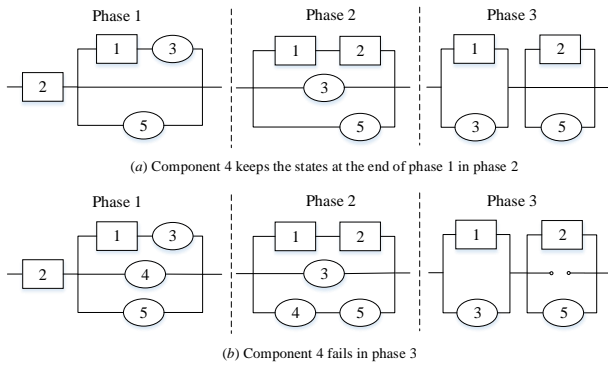 Phase 1 Phase 2 Phase 3
1 3 1 2 1 2
2 3
5 5 3 5
(a) Component 4 keeps the states at the end of phase 1 in phase 2
Phase 1 Phase 2 Phase 3
1 3 1 2 1 2
2 4 3
5 4 5 3 5
(b) Component 4 fails in phase 3